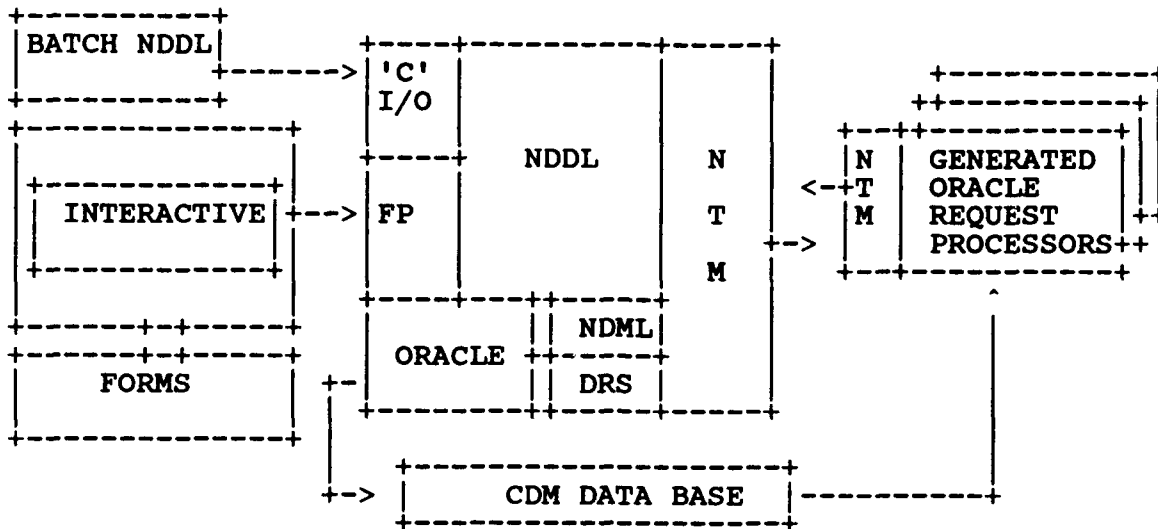 BATCH NDDL
'C'
I/O
FP
NDDL
N
T
M
N
T
M
GENERATED
ORACLE
REQUEST
PROCESSORS
INTERACTIVE
FORMS
ORACLE
NDML
DRS
CDM DATA BASE